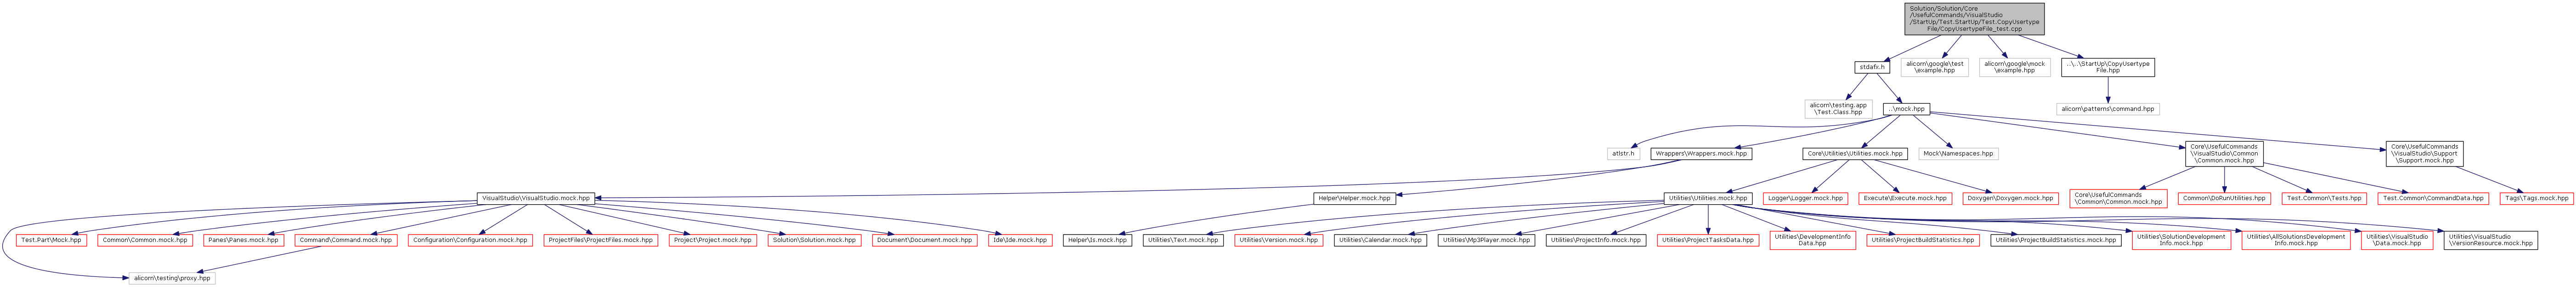 Solution/Solution/Core
/UsefulCommands/VisualStudio
/StartUp/Test.StartUp/Test.CopyUsertype
File/CopyUsertypeFile_test.cpp
stdafx.h
alicorn\google\test
\example.hpp
alicorn\google\mock
\example.hpp
..\..\StartUp\CopyUsertype
File.hpp
alicorn\testing.app
\Test.Class.hpp
..\mock.hpp
alicorn\patterns\command.hpp
atlstr.h
Wrappers\Wrappers.mock.hpp
Core\Utilities\Utilities.mock.hpp
Mock\Namespaces.hpp
Core\UsefulCommands
\VisualStudio\Common
\Common.mock.hpp
Core\UsefulCommands
\VisualStudio\Support
\Support.mock.hpp
VisualStudio\VisualStudio.mock.hpp
Helper\Helper.mock.hpp
Utilities\Utilities.mock.hpp
Logger\Logger.mock.hpp
Execute\Execute.mock.hpp
Doxygen\Doxygen.mock.hpp
Core\UsefulCommands
\Common\Common.mock.hpp
Common\DoRunUtilities.hpp
Test.Common\Tests.hpp
Test.Common\CommandData.hpp
Tags\Tags.mock.hpp
Test.Part\Mock.hpp
Common\Common.mock.hpp
Panes\Panes.mock.hpp
Command\Command.mock.hpp
Configuration\Configuration.mock.hpp
ProjectFiles\ProjectFiles.mock.hpp
Project\Project.mock.hpp
Solution\Solution.mock.hpp
Document\Document.mock.hpp
Ide\Ide.mock.hpp
Helper\Is.mock.hpp
Utilities\Text.mock.hpp
Utilities\Version.mock.hpp
Utilities\Calendar.mock.hpp
Utilities\Mp3Player.mock.hpp
Utilities\ProjectInfo.mock.hpp
Utilities\ProjectTasksData.hpp
Utilities\DevelopmentInfo
Data.hpp
Utilities\ProjectBuildStatistics.hpp
Utilities\ProjectBuildStatistics.mock.hpp
Utilities\SolutionDevelopment
Info.mock.hpp
Utilities\AllSolutionsDevelopment
Info.mock.hpp
Utilities\VisualStudio
\Data.mock.hpp
Utilities\VisualStudio
\VersionResource.mock.hpp
alicorn\testing\proxy.hpp